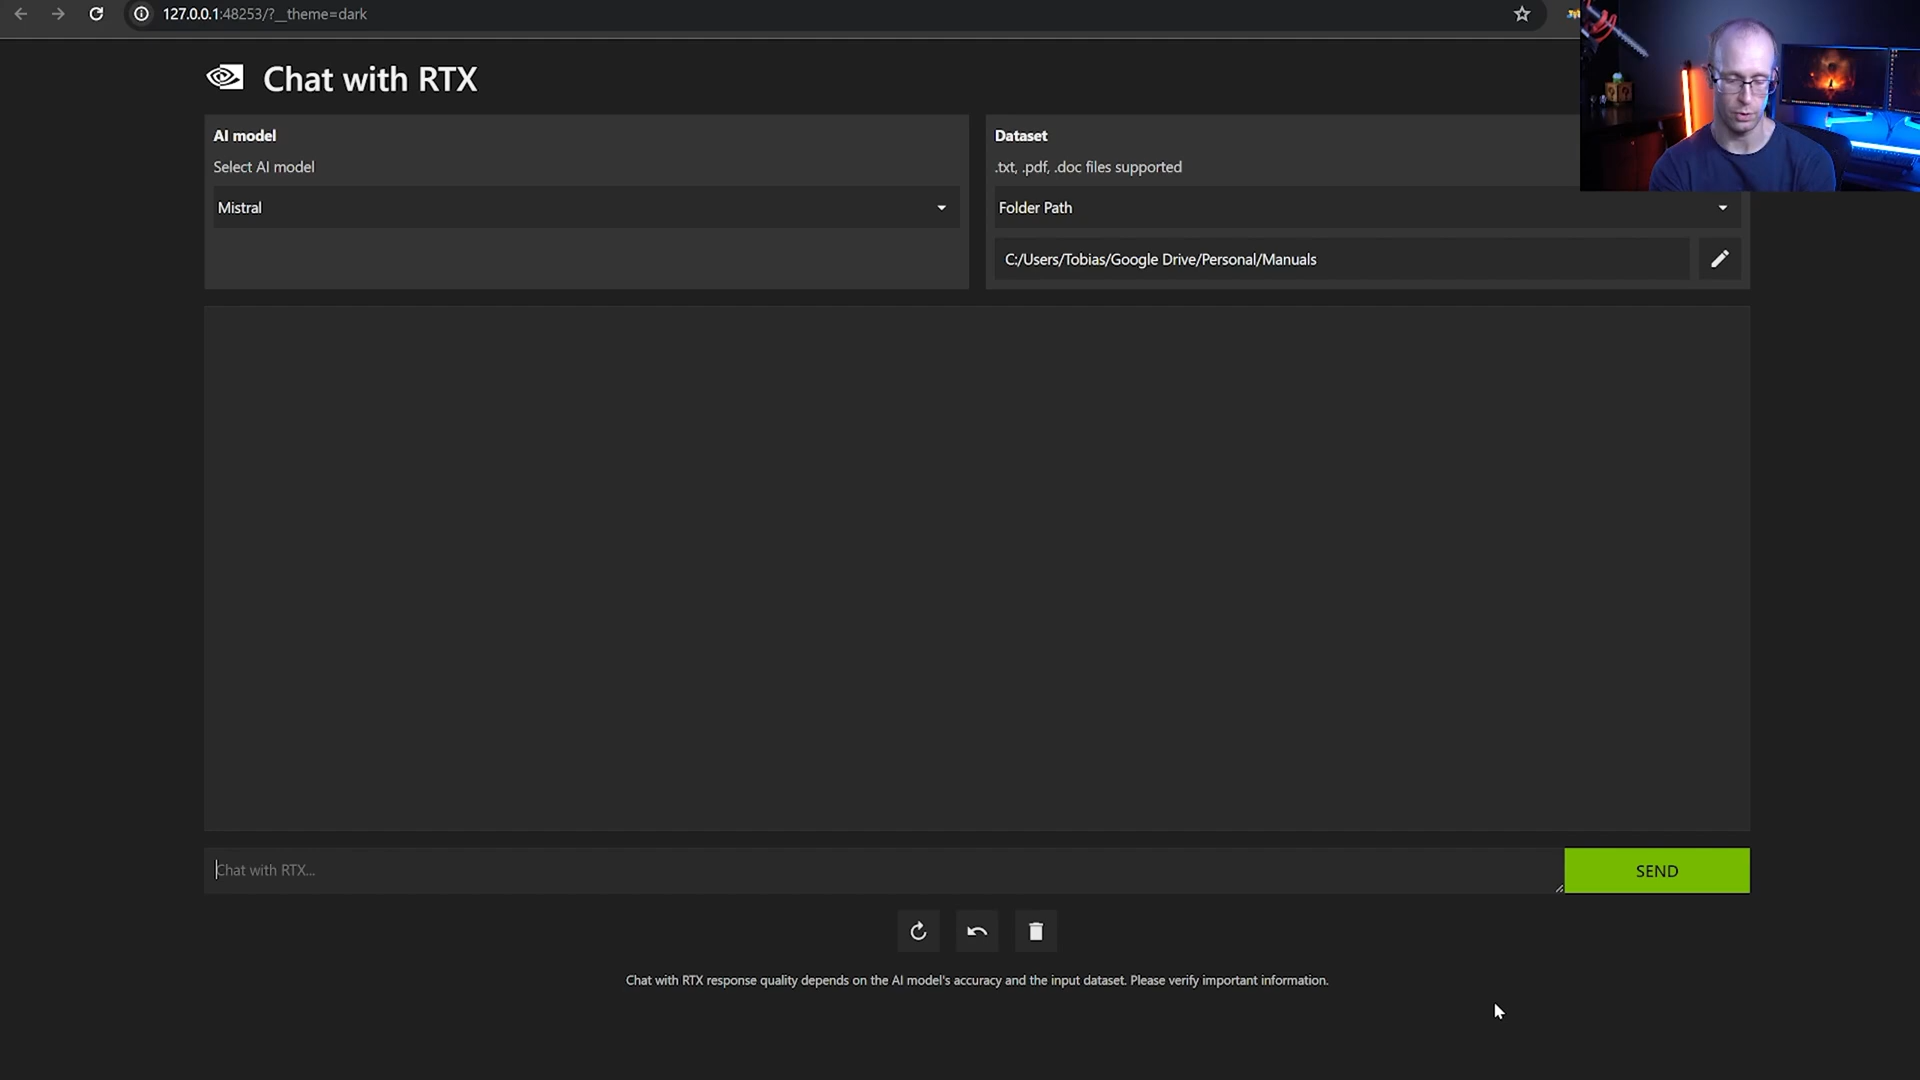 127.0.0.1:48253/?__theme=dark
Chat with RTX
AI model
Select AI model
Mistral
Dataset
.txt, .pdf, .doc files supported
Folder Path
C:/Users/Tobias/Google Drive/Personal/Manuals
Chat with RTX...
SEND
Chat with RTX response quality depends on the AI model's accuracy and the input dataset. Please verify important information.